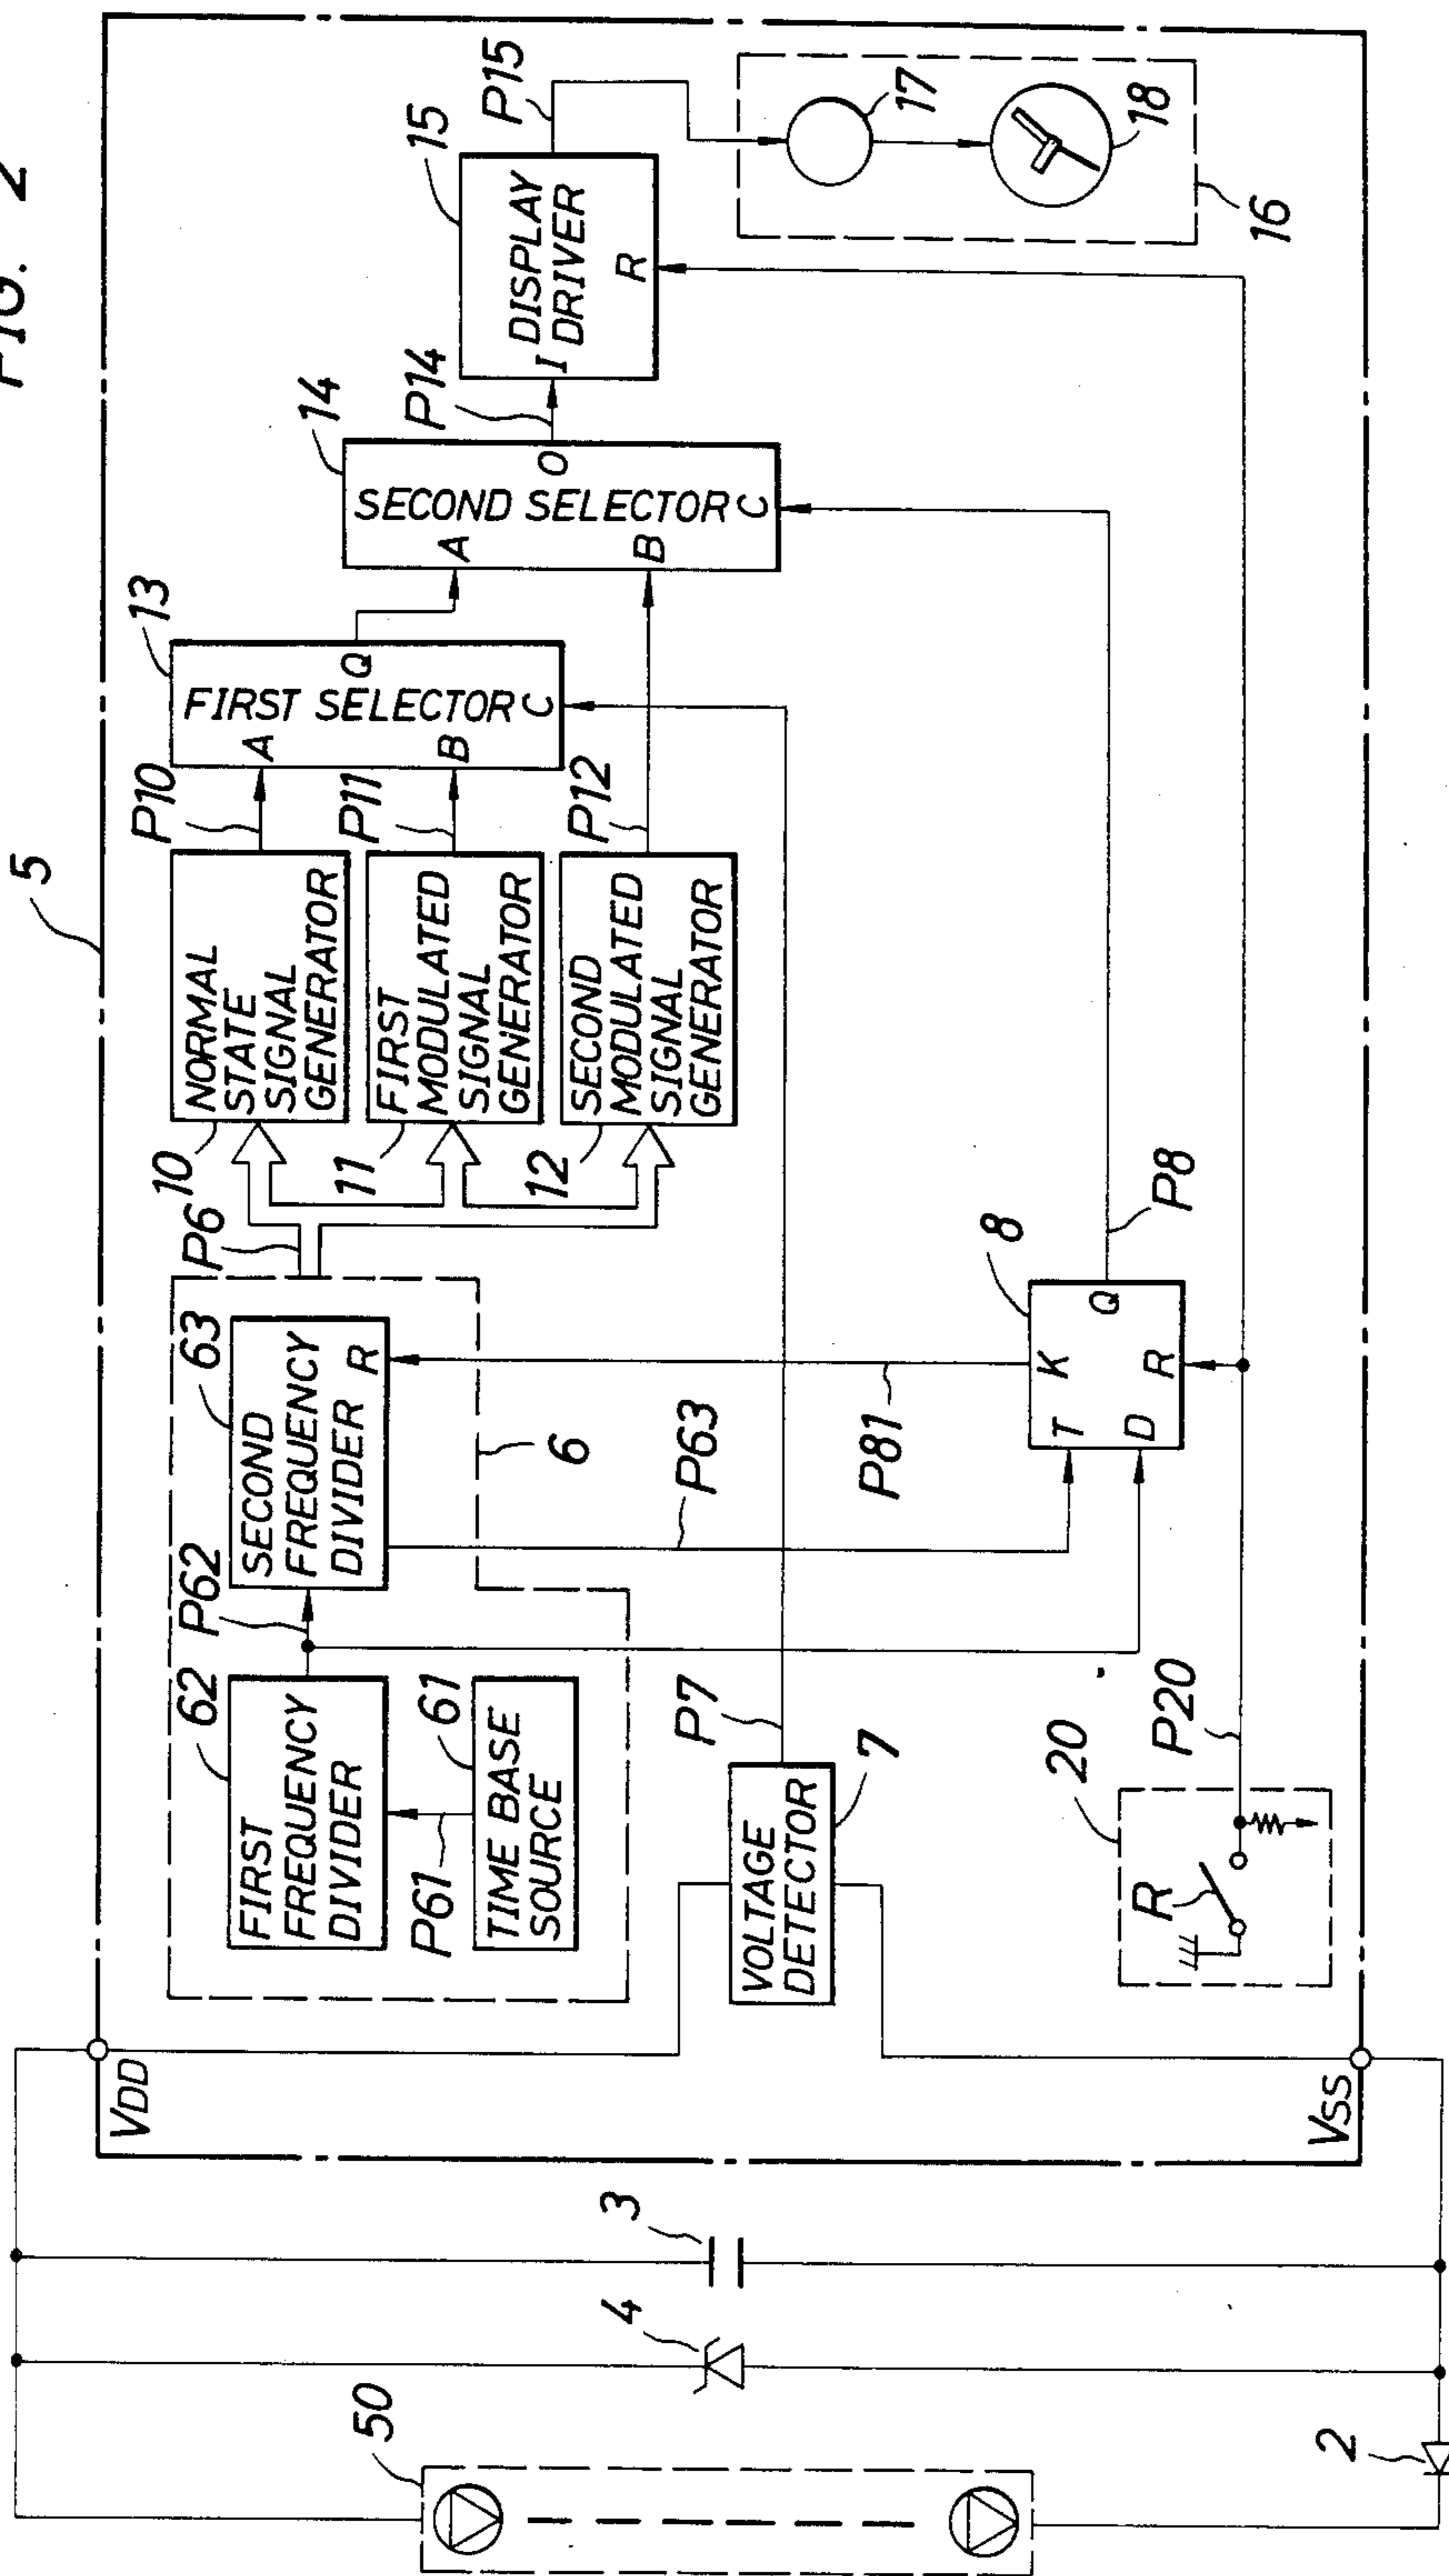 FIG. 2
5
VDD
VSS
50
2
4
3
FIRST
FREQUENCY
DIVIDER
62
P61
TIME BASE
SOURCE
61
P62
SECOND
FREQUENCY
DIVIDER
R
63
6
P6
P63
P81
VOLTAGE
DETECTOR
7
P7
20
R
P20
8
T
K
D
R
Q
P8
10
NORMAL
STATE
SIGNAL
GENERATOR
P10
11
FIRST
MODULATED
SIGNAL
GENERATOR
P11
12
SECOND
MODULATED
SIGNAL
GENERATOR
P12
13
A
Q
FIRST SELECTOR
B
C
14
A
O
SECOND SELECTOR
B
C
P14
15
I
DISPLAY
DRIVER
R
P15
17
18
16